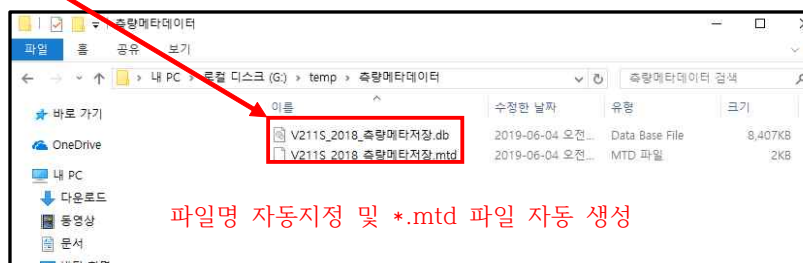 측량메타데이터
파일 홈 공유 보기
내 PC > 로컬 디스크 (G:) > temp > 측량메타데이터
측량메타데이터 검색
바로 가기
OneDrive
내 PC
다운로드
동영상
문서
이름 수정한 날짜 유형 크기
V211S_2018_측량메타저장.db 2019-06-04 오전... Data Base File 8,407KB
V211S_2018_측량메타저장.mtd 2019-06-04 오전... MTD 파일 2KB
파일명 자동지정 및 *.mtd 파일 자동 생성